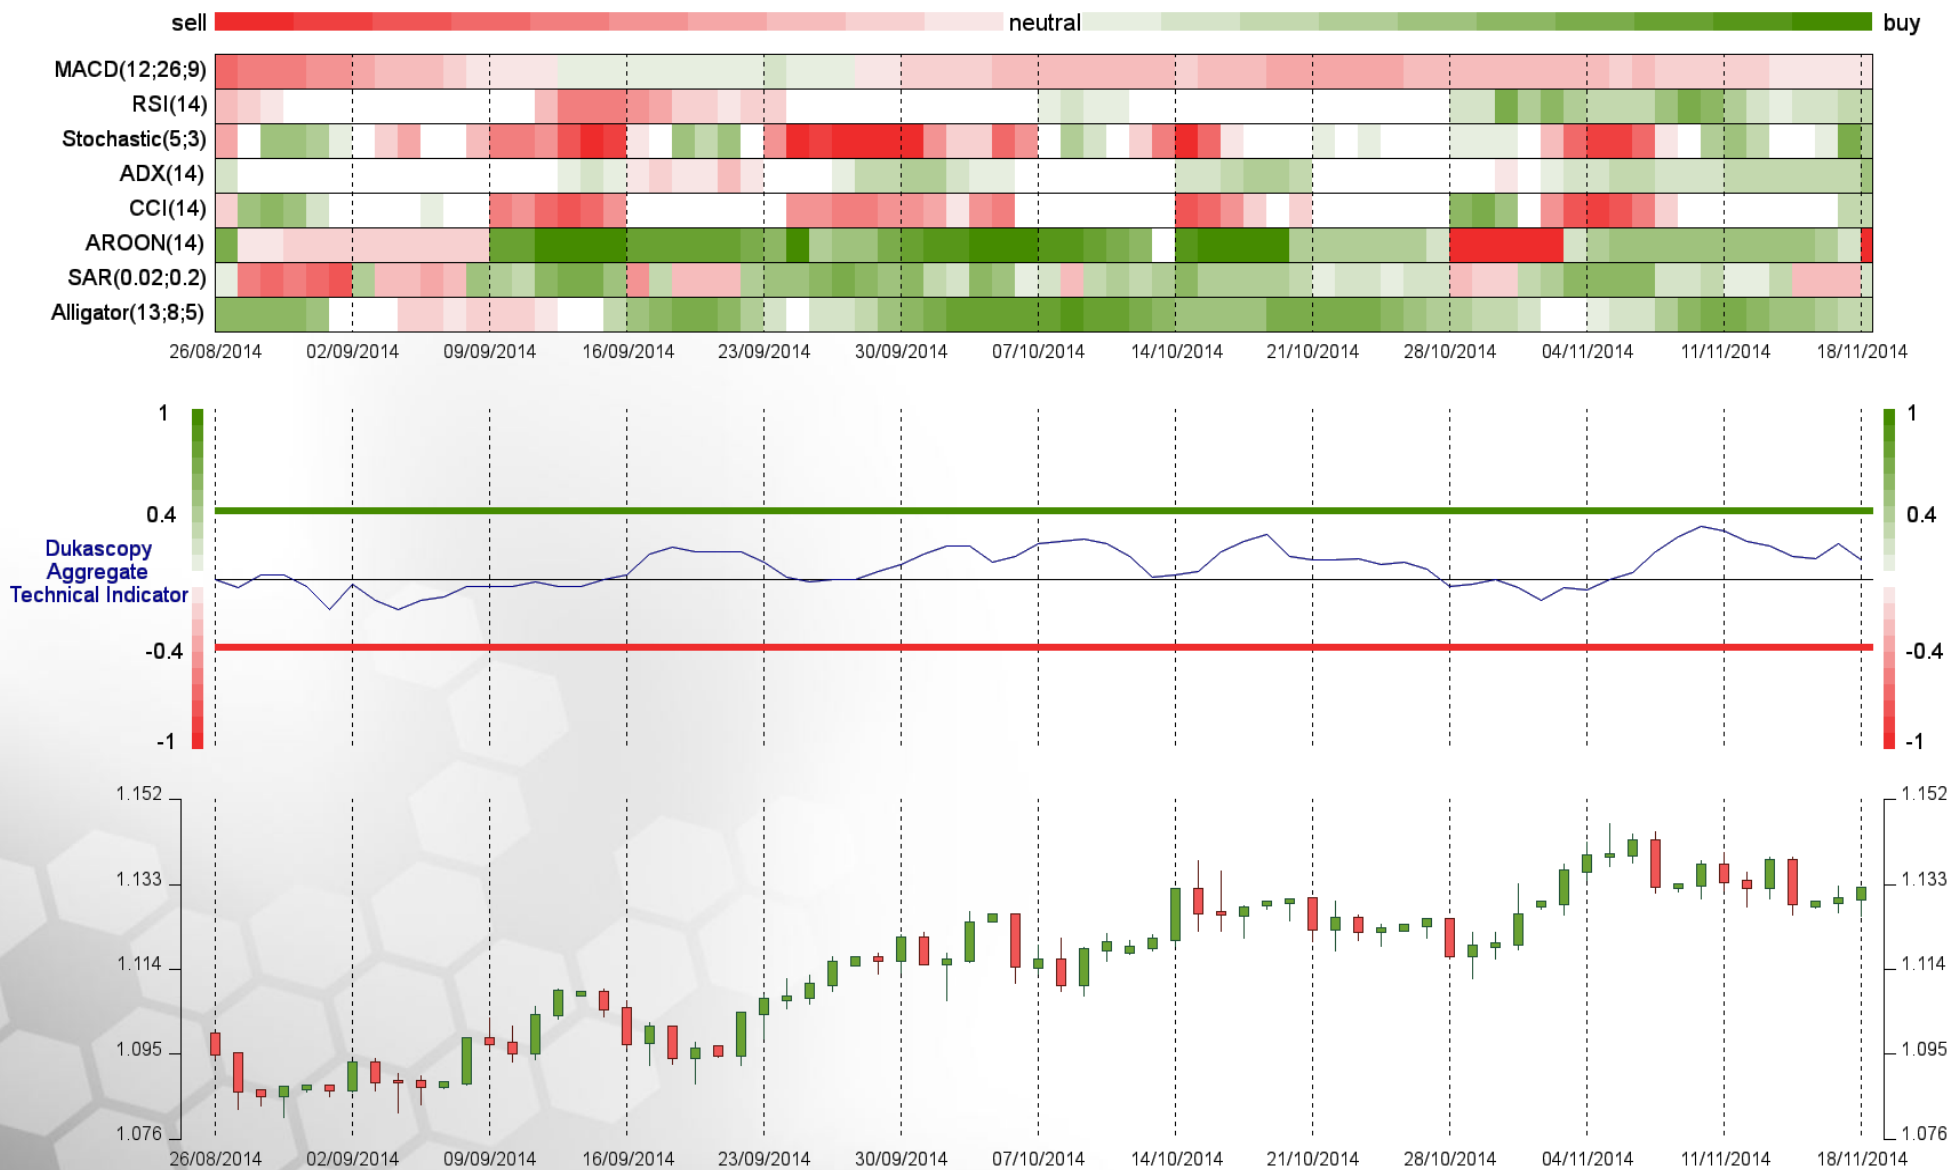 sell neutral buy
MACD(12;26;9)
RSI(14)
Stochastic(5;3)
ADX(14)
CCI(14)
AROON(14)
SAR(0.02;0.2)
Alligator(13;8;5)
26/08/2014 02/09/2014 09/09/2014 16/09/2014 23/09/2014 30/09/2014 07/10/2014 14/10/2014 21/10/2014 28/10/2014 04/11/2014 11/11/2014 18/11/2014
1 1
0.4 0.4
Dukascopy
Aggregate
Technical Indicator
-0.4 -0.4
-1 -1
1.152 1.152
1.133 1.133
1.114 1.114
1.095 1.095
1.076 1.076
26/08/2014 02/09/2014 09/09/2014 16/09/2014 23/09/2014 30/09/2014 07/10/2014 14/10/2014 21/10/2014 28/10/2014 04/11/2014 11/11/2014 18/11/2014